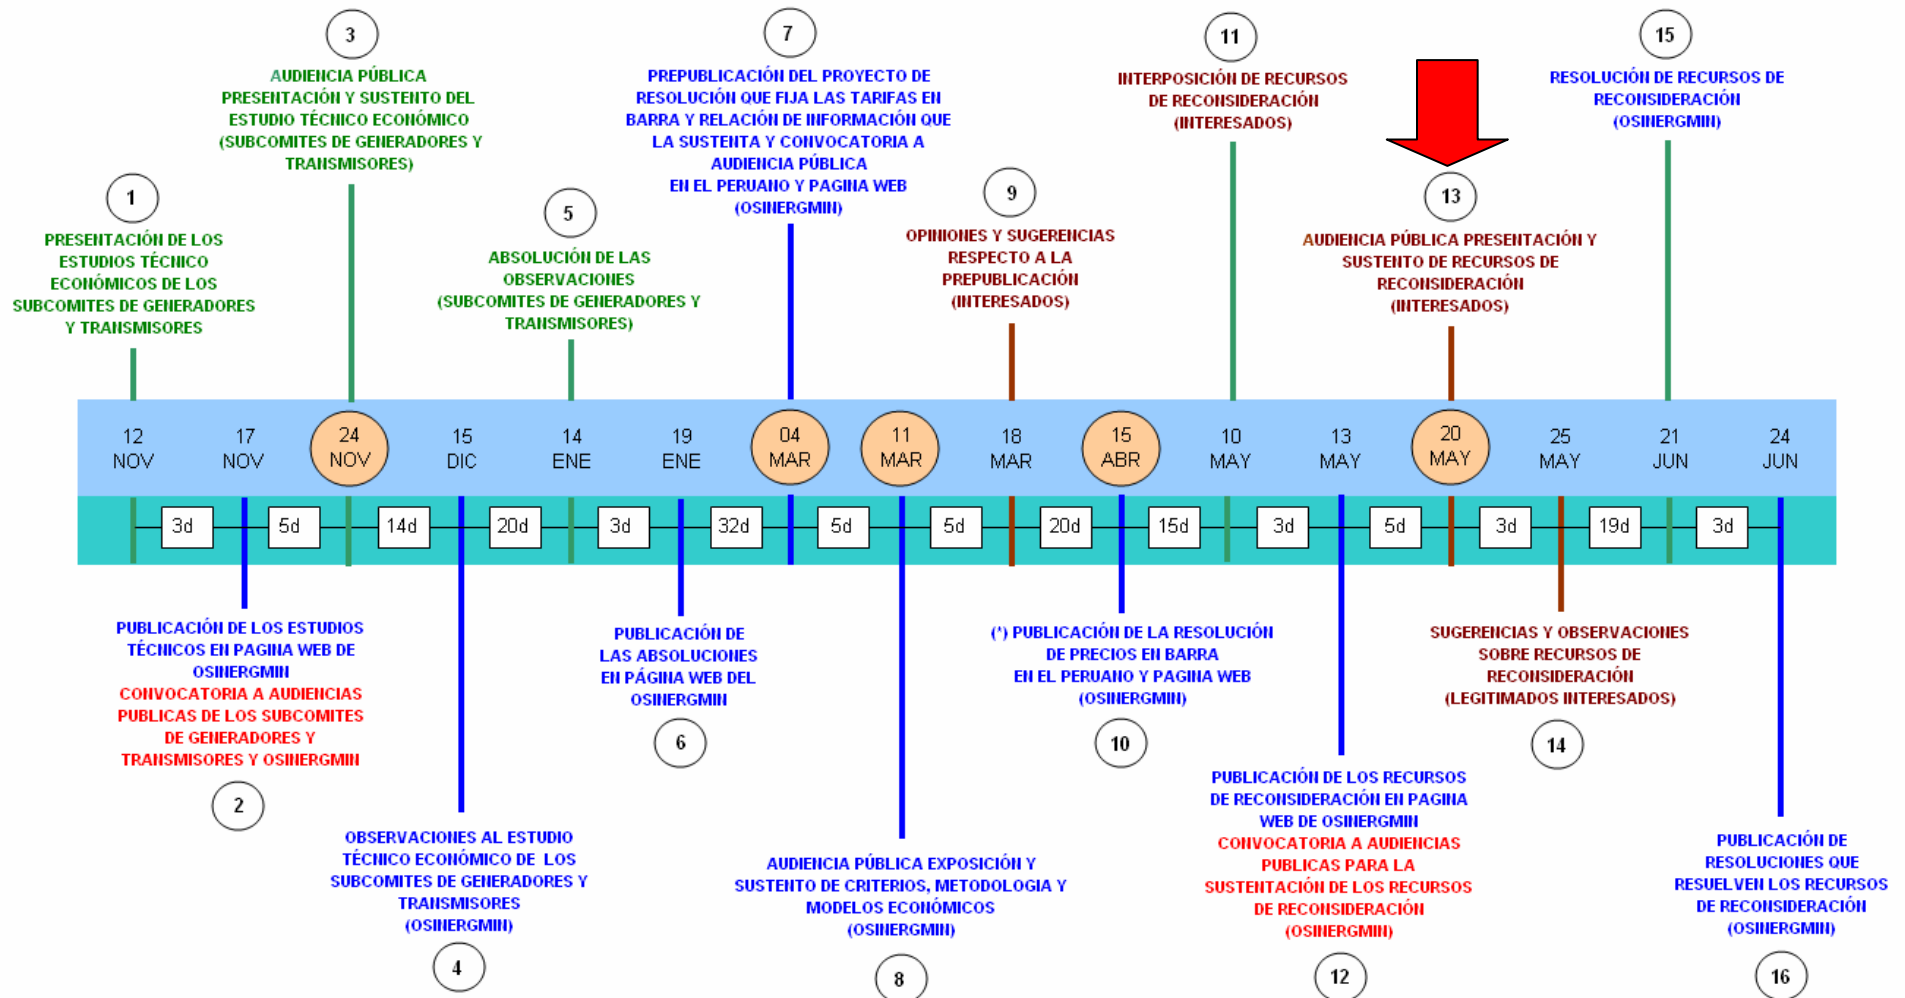 3
AUDIENCIA PÚBLICA
PRESENTACIÓN Y SUSTENTO DEL
ESTUDIO TÉCNICO ECONÓMICO
(SUBCOMITES DE GENERADORES Y
TRANSMISORES)
7
PREPUBLICACIÓN DEL PROYECTO DE
RESOLUCIÓN QUE FIJA LAS TARIFAS EN
BARRA Y RELACIÓN DE INFORMACIÓN QUE
LA SUSTENTA Y CONVOCATORIA A
AUDIENCIA PÚBLICA
EN EL PERUANO Y PAGINA WEB
(OSINERGMIN)
11
INTERPOSICIÓN DE RECURSOS
DE RECONSIDERACIÓN
(INTERESADOS)
15
RESOLUCIÓN DE RECURSOS DE
RECONSIDERACIÓN
(OSINERGMIN)
1
PRESENTACIÓN DE LOS
ESTUDIOS TÉCNICO
ECONÓMICOS DE LOS
SUBCOMITES DE GENERADORES
Y TRANSMISORES
5
ABSOLUCIÓN DE LAS
OBSERVACIONES
(SUBCOMITES DE GENERADORES Y
TRANSMISORES)
9
OPINIONES Y SUGERENCIAS
RESPECTO A LA
PREPUBLICACIÓN
(INTERESADOS)
13
AUDIENCIA PÚBLICA PRESENTACIÓN Y
SUSTENTO DE RECURSOS DE
RECONSIDERACIÓN
(INTERESADOS)
12 NOV
17 NOV
24 NOV
15 DIC
14 ENE
19 ENE
04 MAR
11 MAR
18 MAR
15 ABR
10 MAY
13 MAY
20 MAY
25 MAY
21 JUN
24 JUN
3d 5d 14d 20d 3d 32d 5d 5d 20d 15d 3d 5d 3d 19d 3d
PUBLICACIÓN DE LOS ESTUDIOS
TÉCNICOS EN PAGINA WEB DE
OSINERGMIN
CONVOCATORIA A AUDIENCIAS
PUBLICAS DE LOS SUBCOMITES
DE GENERADORES Y
TRANSMISORES Y OSINERGMIN
2
OBSERVACIONES AL ESTUDIO
TÉCNICO ECONÓMICO DE LOS
SUBCOMITES DE GENERADORES Y
TRANSMISORES
(OSINERGMIN)
4
PUBLICACIÓN DE
LAS ABSOLUCIONES
EN PÁGINA WEB DEL
OSINERGMIN
6
AUDIENCIA PÚBLICA EXPOSICIÓN Y
SUSTENTO DE CRITERIOS, METODOLOGIA Y
MODELOS ECONÓMICOS
(OSINERGMIN)
8
(*) PUBLICACIÓN DE LA RESOLUCIÓN
DE PRECIOS EN BARRA
EN EL PERUANO Y PAGINA WEB
(OSINERGMIN)
10
PUBLICACIÓN DE LOS RECURSOS
DE RECONSIDERACIÓN EN PAGINA
WEB DE OSINERGMIN
CONVOCATORIA A AUDIENCIAS
PUBLICAS PARA LA
SUSTENTACIÓN DE LOS RECURSOS
DE RECONSIDERACIÓN
(OSINERGMIN)
12
SUGERENCIAS Y OBSERVACIONES
SOBRE RECURSOS DE
RECONSIDERACIÓN
(LEGITIMADOS INTERESADOS)
14
PUBLICACIÓN DE
RESOLUCIONES QUE
RESUELVEN LOS RECURSOS
DE RECONSIDERACIÓN
(OSINERGMIN)
16